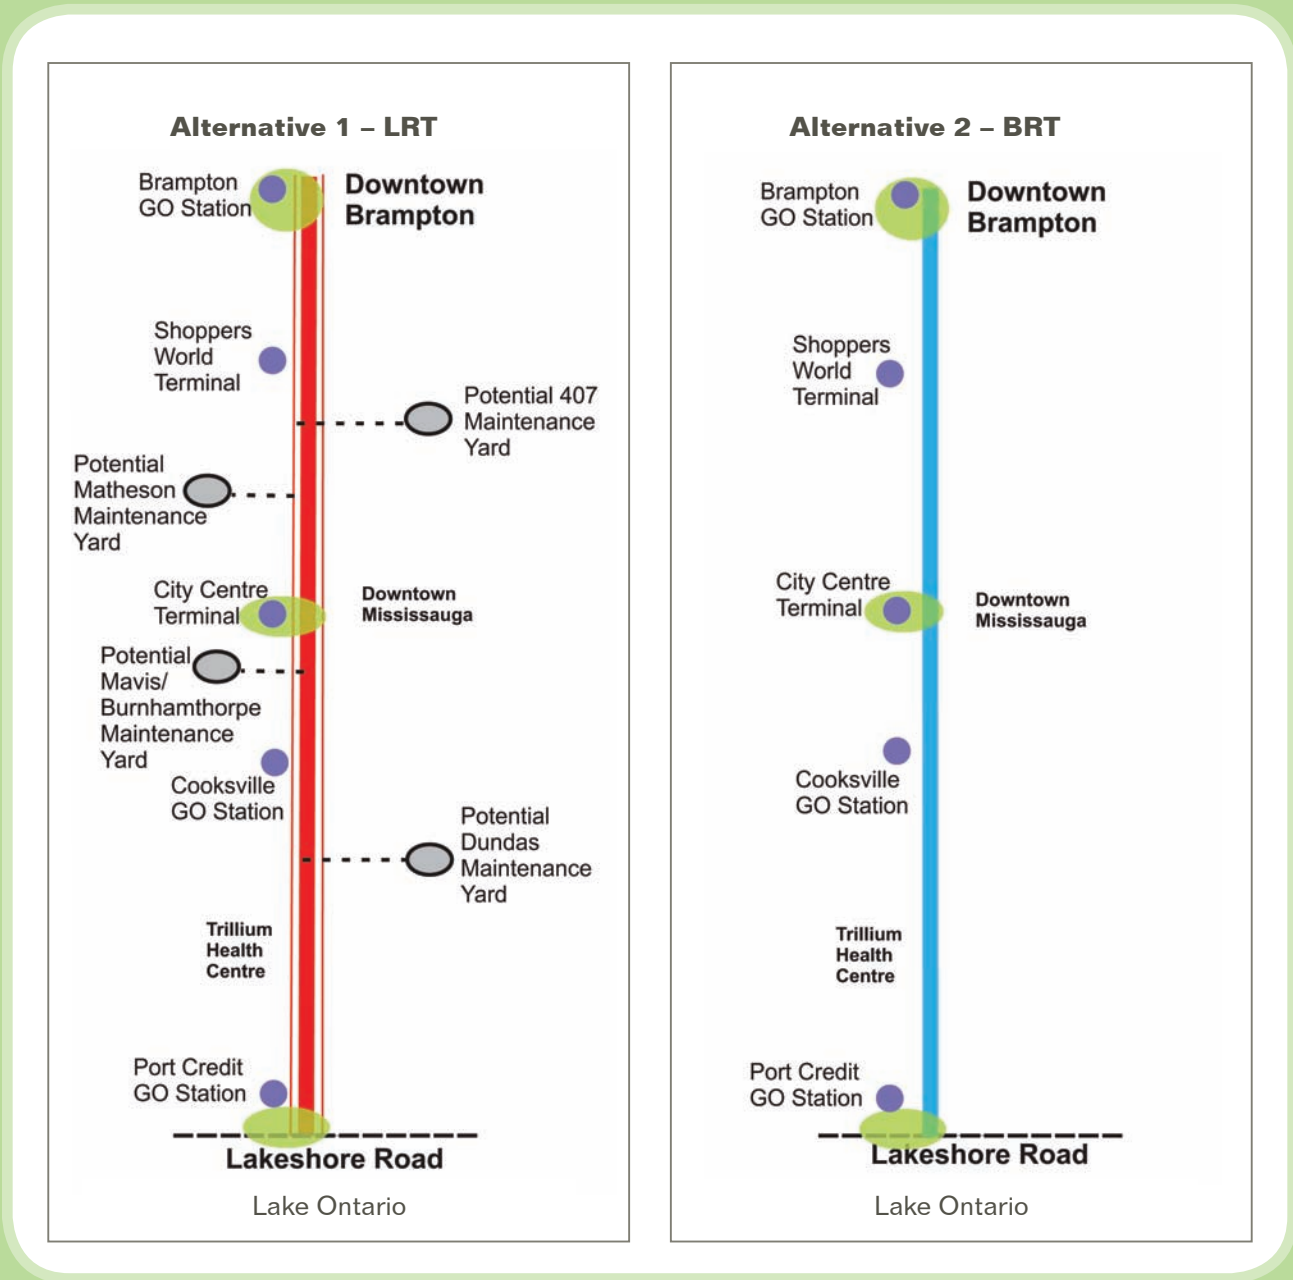 Alternative 1 – LRT
Brampton
GO Station
Downtown
Brampton
Shoppers
World
Terminal
Potential 407
Maintenance
Yard
Potential
Matheson
Maintenance
Yard
City Centre
Terminal
Downtown
Mississauga
Potential
Mavis/
Burnhamthorpe
Maintenance
Yard
Cooksville
GO Station
Potential
Dundas
Maintenance
Yard
Trillium
Health
Centre
Port Credit
GO Station
Lakeshore Road
Lake Ontario
Alternative 2 – BRT
Brampton
GO Station
Downtown
Brampton
Shoppers
World
Terminal
City Centre
Terminal
Downtown
Mississauga
Cooksville
GO Station
Trillium
Health
Centre
Port Credit
GO Station
Lakeshore Road
Lake Ontario